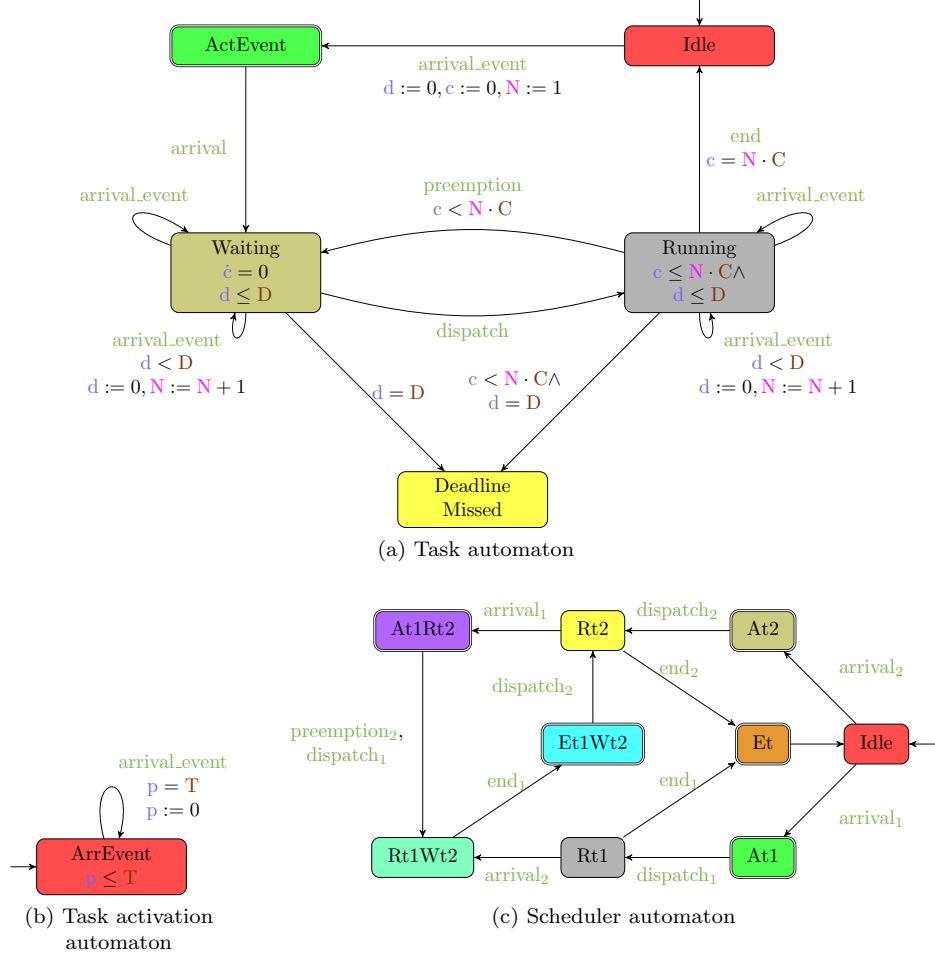 ActEvent
Idle
arrival_event
d := 0, c := 0, N := 1
arrival
end
c = N · C
arrival_event
preemption
c < N · C
arrival_event
Waiting
ċ = 0
d ≤ D
Running
c ≤ N · C∧
d ≤ D
dispatch
arrival_event
d < D
d := 0, N := N + 1
arrival_event
d < D
d := 0, N := N + 1
d = D
c < N · C∧
d = D
Deadline
Missed
(a) Task automaton
arrival_event
p = T
p := 0
ArrEvent
p ≤ T
(b) Task activation
automaton
At1Rt2
arrival₁
Rt2
dispatch₂
At2
end₂
arrival₂
dispatch₂
preemption₂,
dispatch₁
Et1Wt2
Et
Idle
end₁
end₁
arrival₁
Rt1Wt2
arrival₂
Rt1
dispatch₁
At1
(c) Scheduler automaton